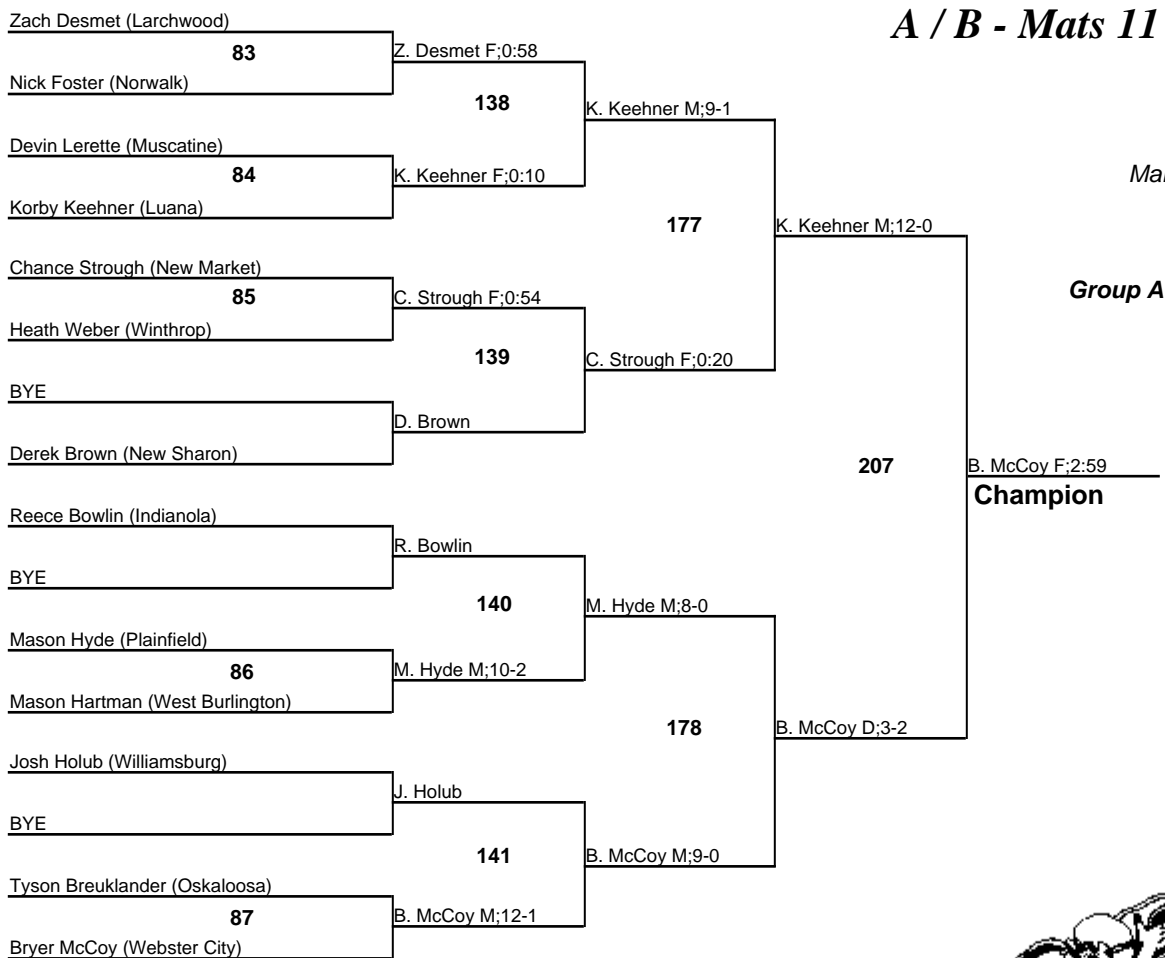 A / B - Mats 11
Zach Desmet (Larchwood)
83
Z. Desmet F;0:58
Nick Foster (Norwalk)
138
K. Keehner M;9-1
Devin Lerette (Muscatine)
84
K. Keehner F;0:10
Korby Keehner (Luana)
177
K. Keehner M;12-0
Chance Strough (New Market)
85
C. Strough F;0:54
Heath Weber (Winthrop)
139
C. Strough F;0:20
BYE
D. Brown
Derek Brown (New Sharon)
207
B. McCoy F;2:59
Champion
Reece Bowlin (Indianola)
R. Bowlin
BYE
140
M. Hyde M;8-0
Mason Hyde (Plainfield)
86
M. Hyde M;10-2
Mason Hartman (West Burlington)
178
B. McCoy D;3-2
Josh Holub (Williamsburg)
J. Holub
BYE
141
B. McCoy M;9-0
Tyson Breuklander (Oskaloosa)
87
B. McCoy M;12-1
Bryer McCoy (Webster City)
Group A